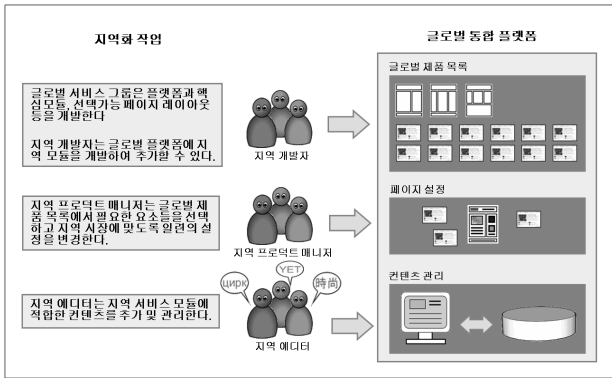 지역화 작업
글로벌 통합 플랫폼
글로벌 서비스 그룹은 플랫폼과 핵
심모듈, 선택가능 페이지 레이아웃
등을 개발한다
지역 개발자는 글로벌 플랫폼에 지
역 모듈을 개발하여 추가할 수 있다.
지역 개발자
글로벌 제품 목록
지역 프로덕트 매니저는 글로벌 제
품 목록에서 필요한 요소들을 선택
하고 지역 시장에 맞도록 일련의 설
정을 변경한다.
지역 프로덕트 매니저
페이지 설정
지역 에디터는 지역 서비스 모듈에
적합한 컨텐츠를 추가 및 관리한다.
цирк
YET
時尚
지역 에디터
컨텐츠 관리